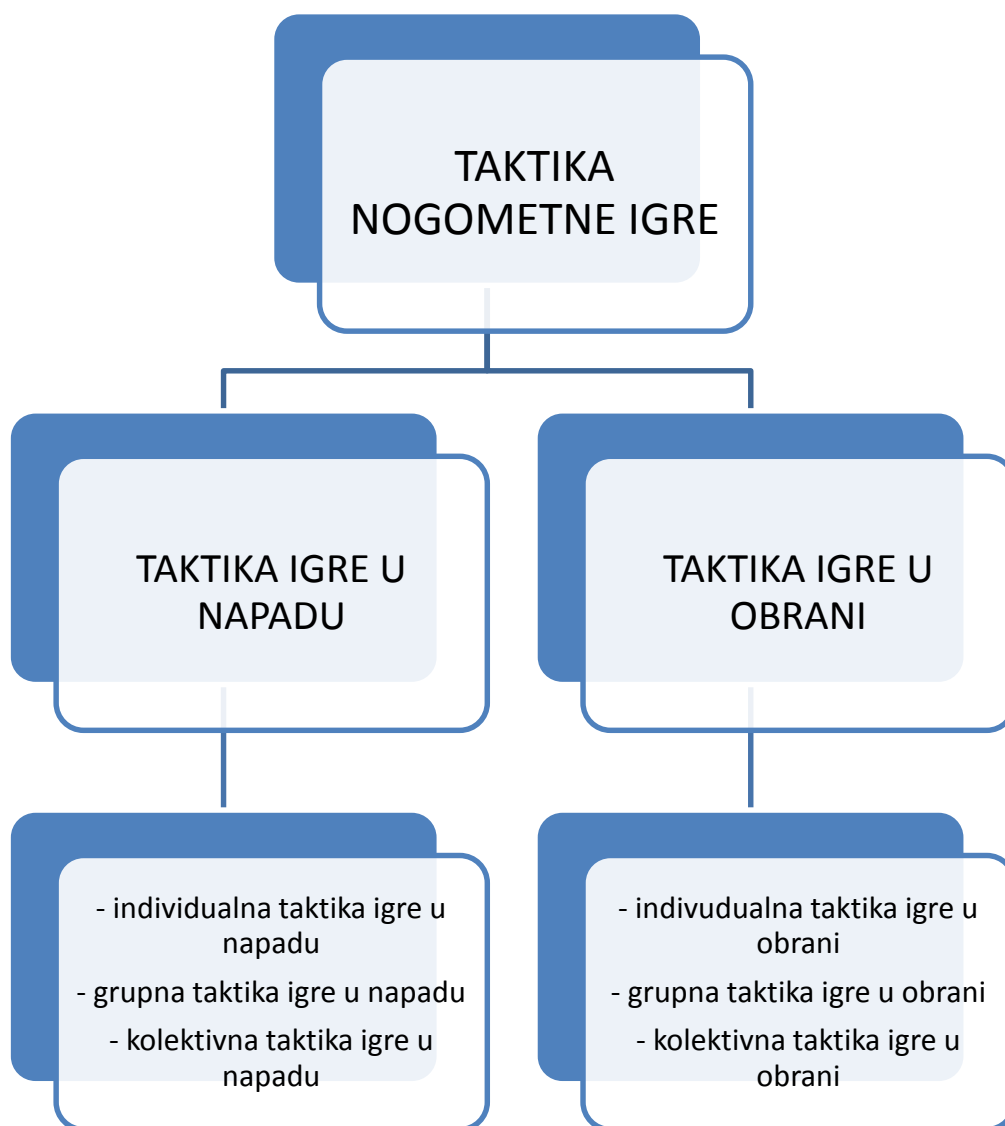 TAKTIKA
NOGOMETNE IGRE
TAKTIKA IGRE U
NAPADU
TAKTIKA IGRE U
OBRANI
- individualna taktika igre u
napadu
- grupna taktika igre u napadu
- kolektivna taktika igre u
napadu
- indivudualna taktika igre u
obrani
- grupna taktika igre u obrani
- kolektivna taktika igre u
obrani